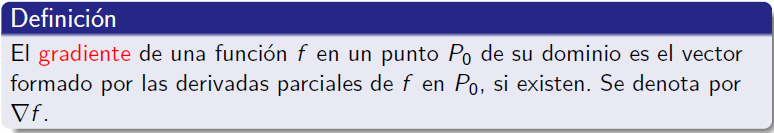 Definición
El gradiente de una función f en un punto P₀ de su dominio es el vector
formado por las derivadas parciales de f en P₀, si existen. Se denota por
∇f.